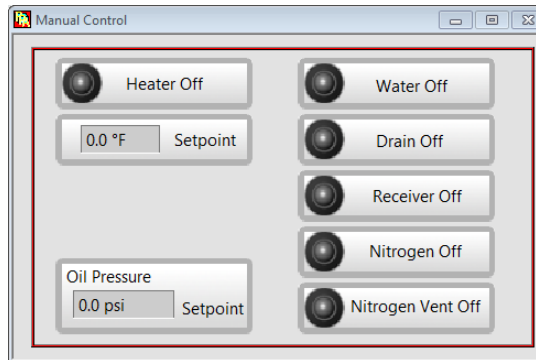 Manual Control
Heater Off
Water Off
0.0 °F Setpoint
Drain Off
Receiver Off
Nitrogen Off
Oil Pressure
0.0 psi Setpoint
Nitrogen Vent Off